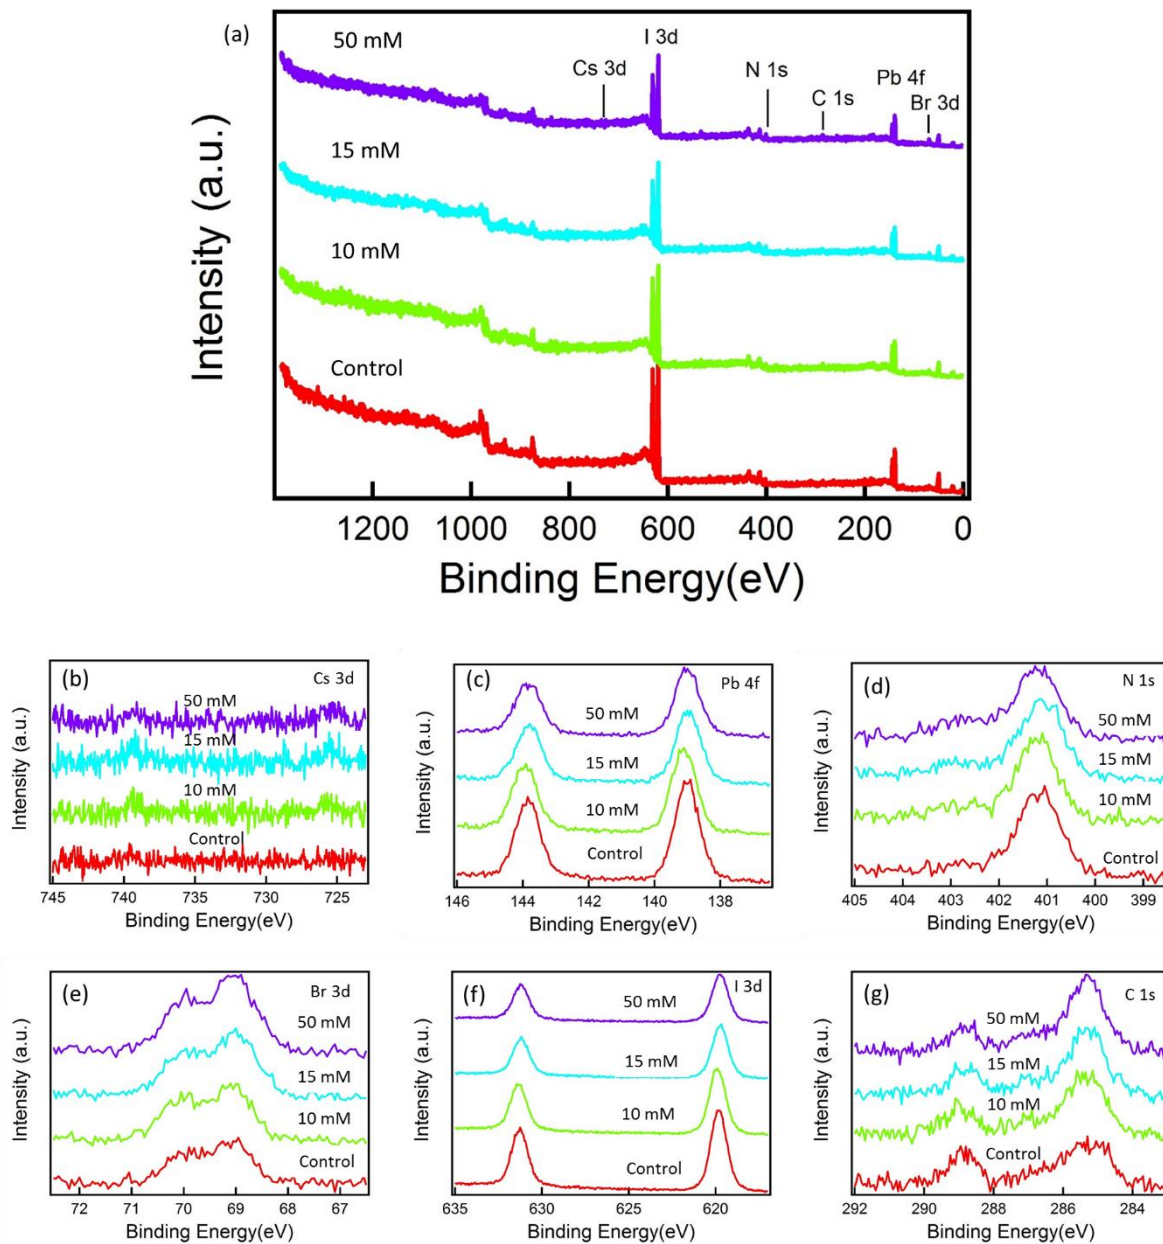 (a)
50 mM
Cs 3d
I 3d
N 1s
C 1s
Pb 4f
Br 3d
15 mM
10 mM
Control
Intensity (a.u.)
1200 1000 800 600 400 200 0
Binding Energy(eV)
(b)
Cs 3d
50 mM
15 mM
10 mM
Control
Intensity (a.u.)
745 740 735 730 725
Binding Energy(eV)
(c)
Pb 4f
50 mM
15 mM
10 mM
Control
Intensity (a.u.)
146 144 142 140 138
Binding Energy(eV)
(d)
N 1s
50 mM
15 mM
10 mM
Control
Intensity (a.u.)
405 404 403 402 401 400 399
Binding Energy(eV)
(e)
Br 3d
50 mM
15 mM
10 mM
Control
Intensity (a.u.)
72 71 70 69 68 67
Binding Energy(eV)
(f)
I 3d
50 mM
15 mM
10 mM
Control
Intensity (a.u.)
635 630 625 620
Binding Energy(eV)
(g)
C 1s
50 mM
15 mM
10 mM
Control
Intensity (a.u.)
292 290 288 286 284
Binding Energy(eV)